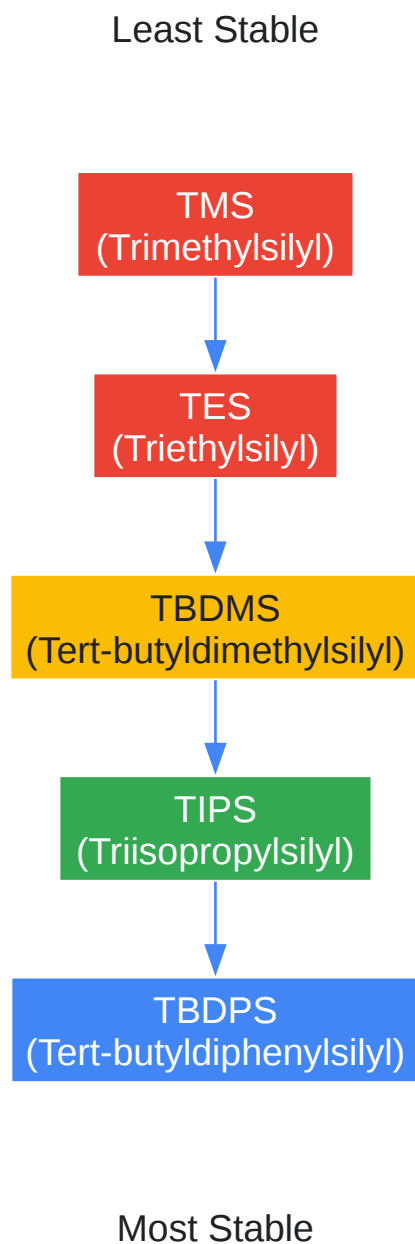 Least Stable
TMS
(Trimethylsilyl)
TES
(Triethylsilyl)
TBDMS
(Tert-butyldimethylsilyl)
TIPS
(Triisopropylsilyl)
TBDPS
(Tert-butyldiphenylsilyl)
Most Stable